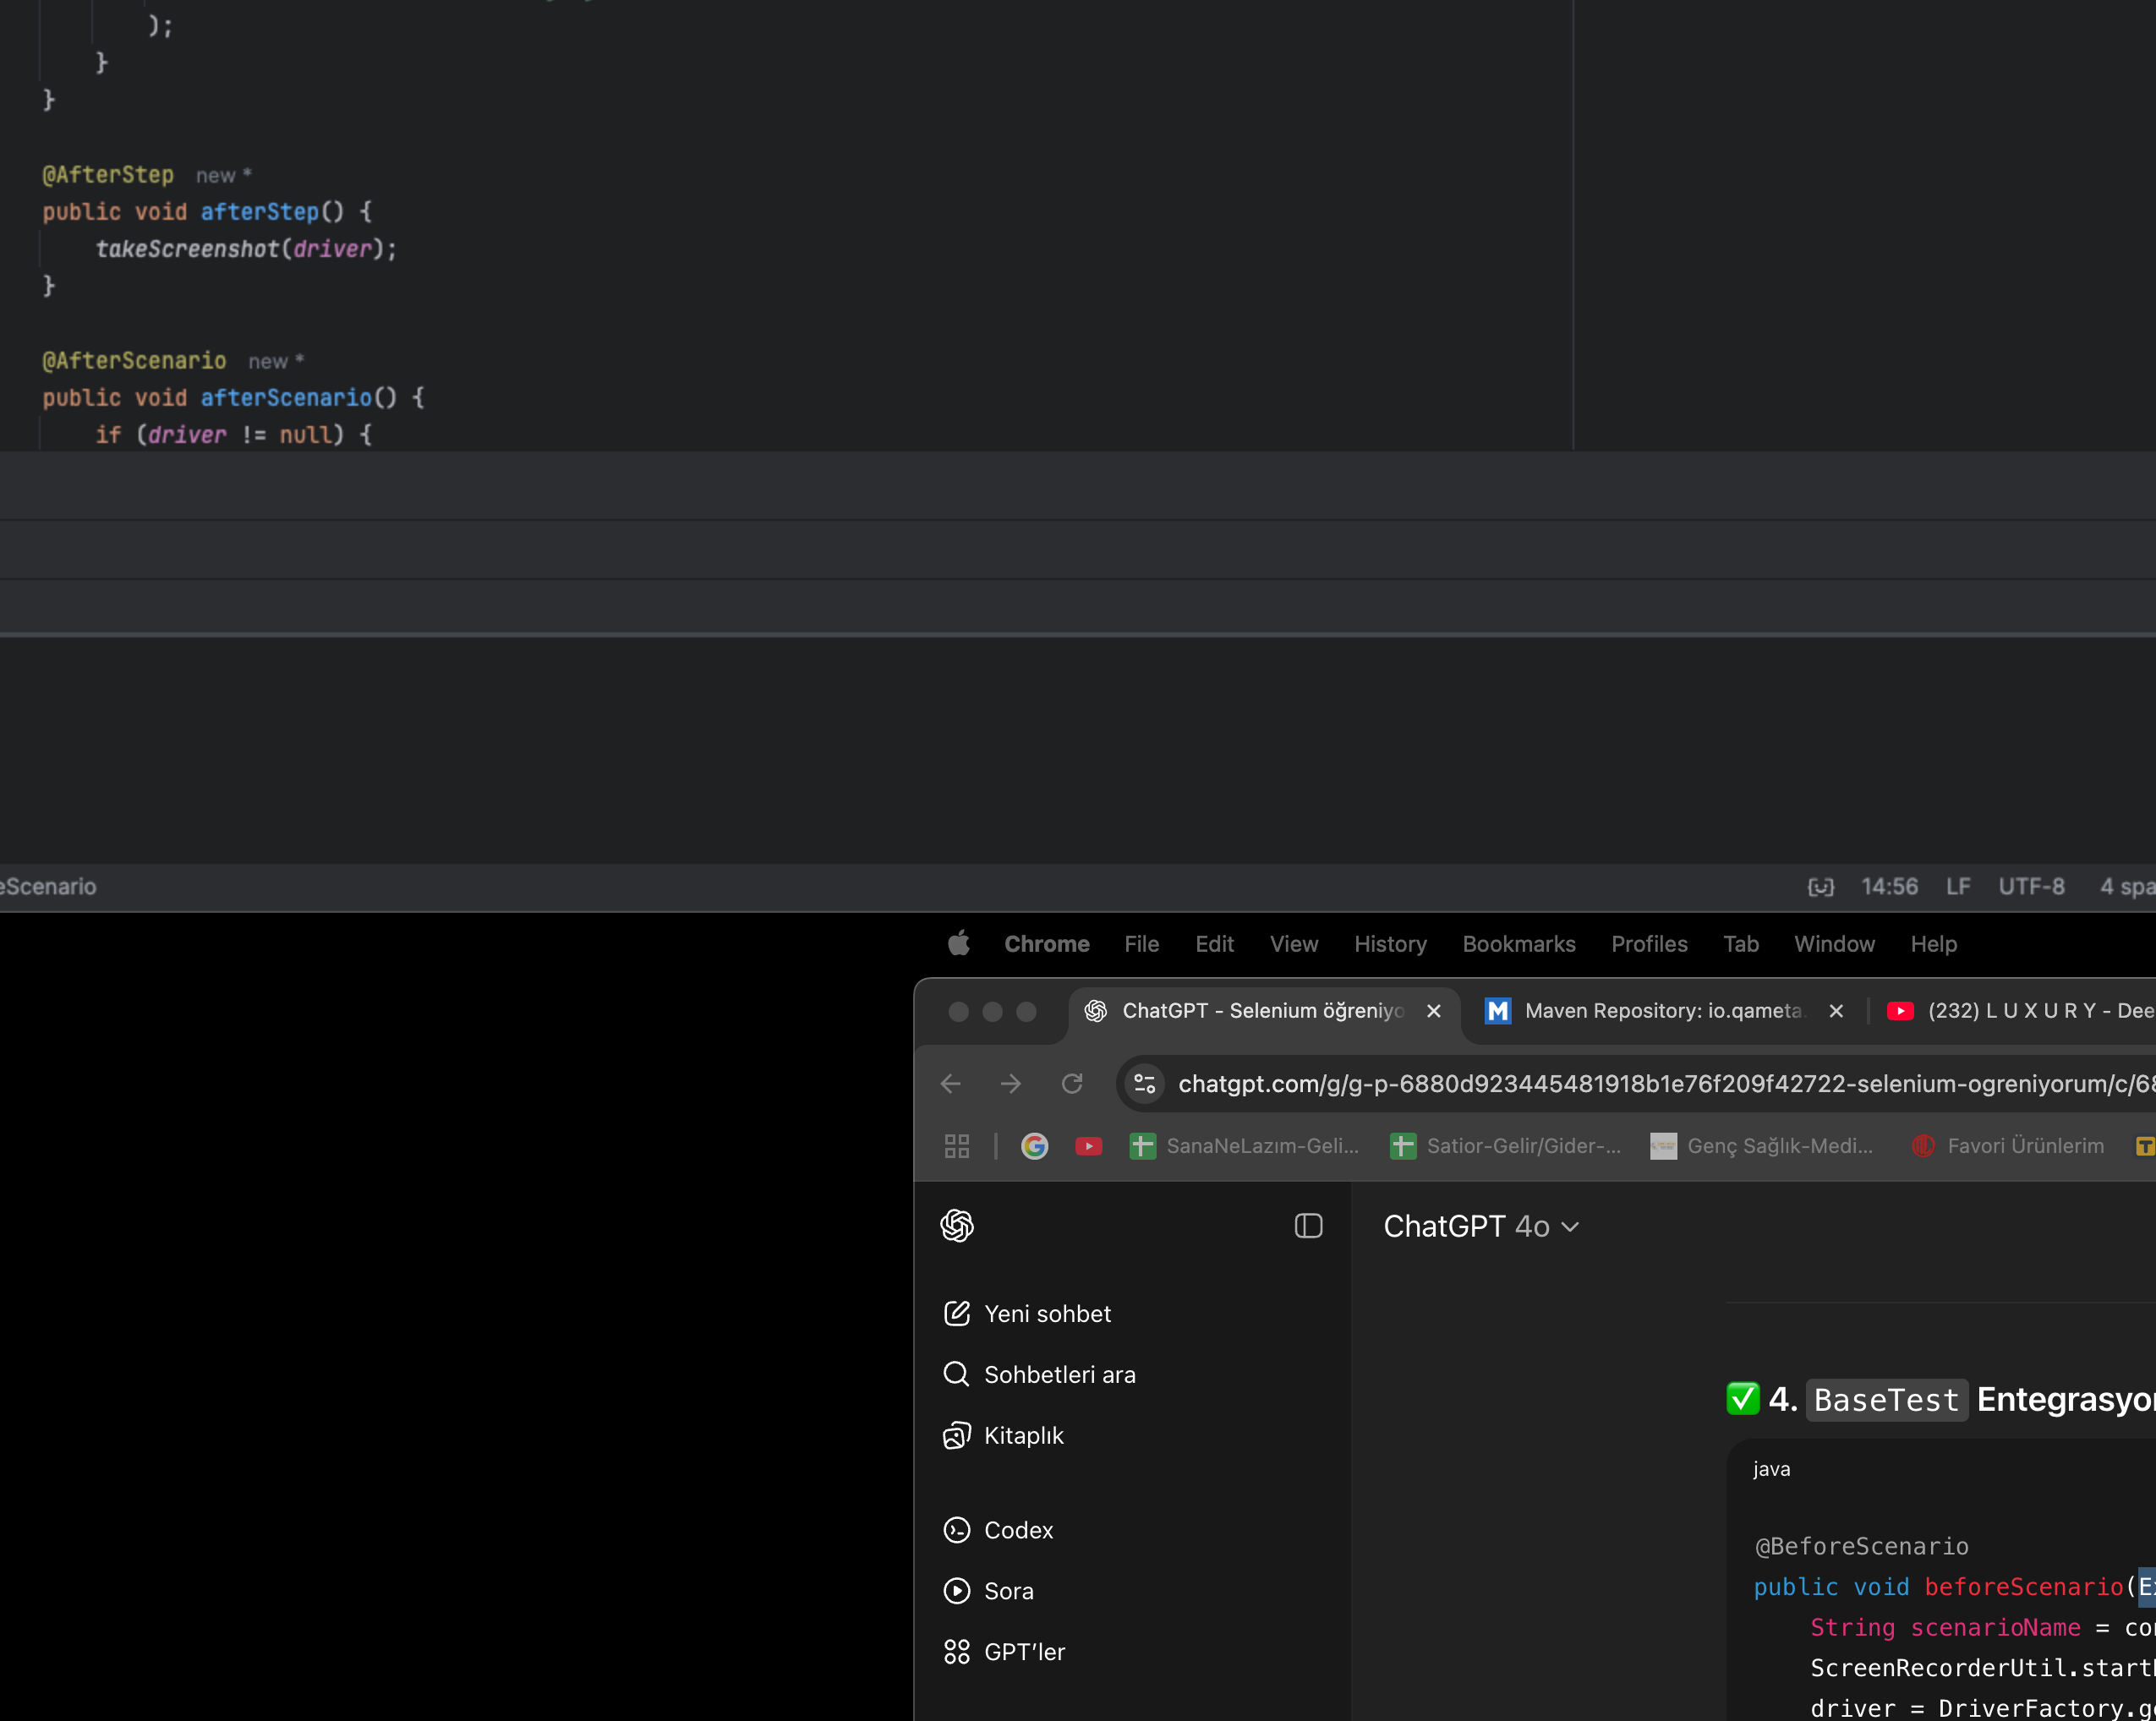 );
}
}
@AfterStep new *
public void afterStep() {
takeScreenshot(driver);
}
@AfterScenario new *
public void afterScenario() {
if (driver != null) {
eScenario
14:56 LF UTF-8 4 spa
Chrome File Edit View History Bookmarks Profiles Tab Window Help
ChatGPT - Selenium öğreniyo
Maven Repository: io.qameta.
(232) L U X U R Y - Dee
chatgpt.com/g/g-p-6880d923445481918b1e76f209f42722-selenium-ogreniyorum/c/68
SanaNeLazım-Geli...
Satior-Gelir/Gider-...
Genç Sağlık-Medi...
Favori Ürünlerim
ChatGPT 4o
Yeni sohbet
Sohbetleri ara
Kitaplık
Codex
Sora
GPT'ler
✅ 4. BaseTest Entegrasyo
java
@BeforeScenario
public void beforeScenario(E
String scenarioName = co
ScreenRecorderUtil.start
driver = DriverFactory.g